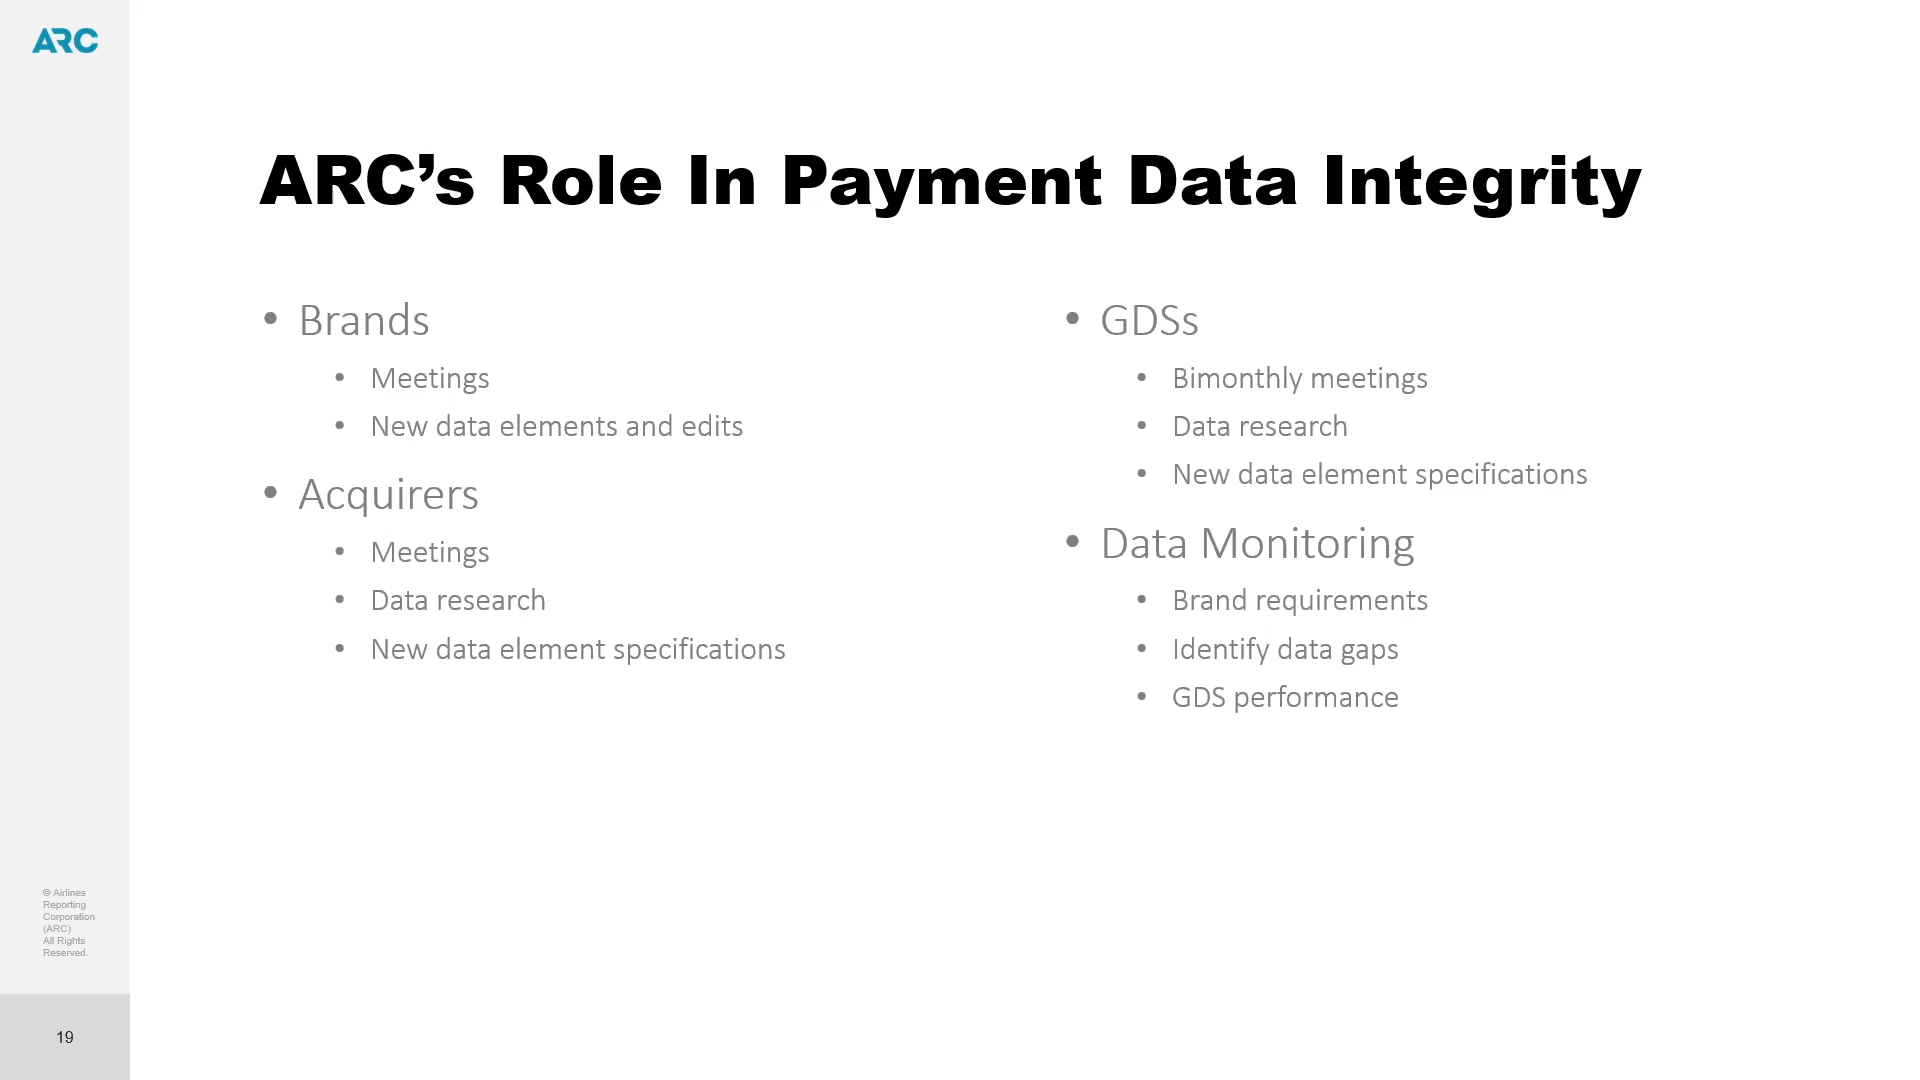 ARC
ARC’s Role In Payment Data Integrity
• Brands
• Meetings
• New data elements and edits
• Acquirers
• Meetings
• Data research
• New data element specifications
• GDSs
• Bimonthly meetings
• Data research
• New data element specifications
• Data Monitoring
• Brand requirements
• Identify data gaps
• GDS performance
© Airlines
Reporting
Corporation
(ARC)
All Rights
Reserved.
19